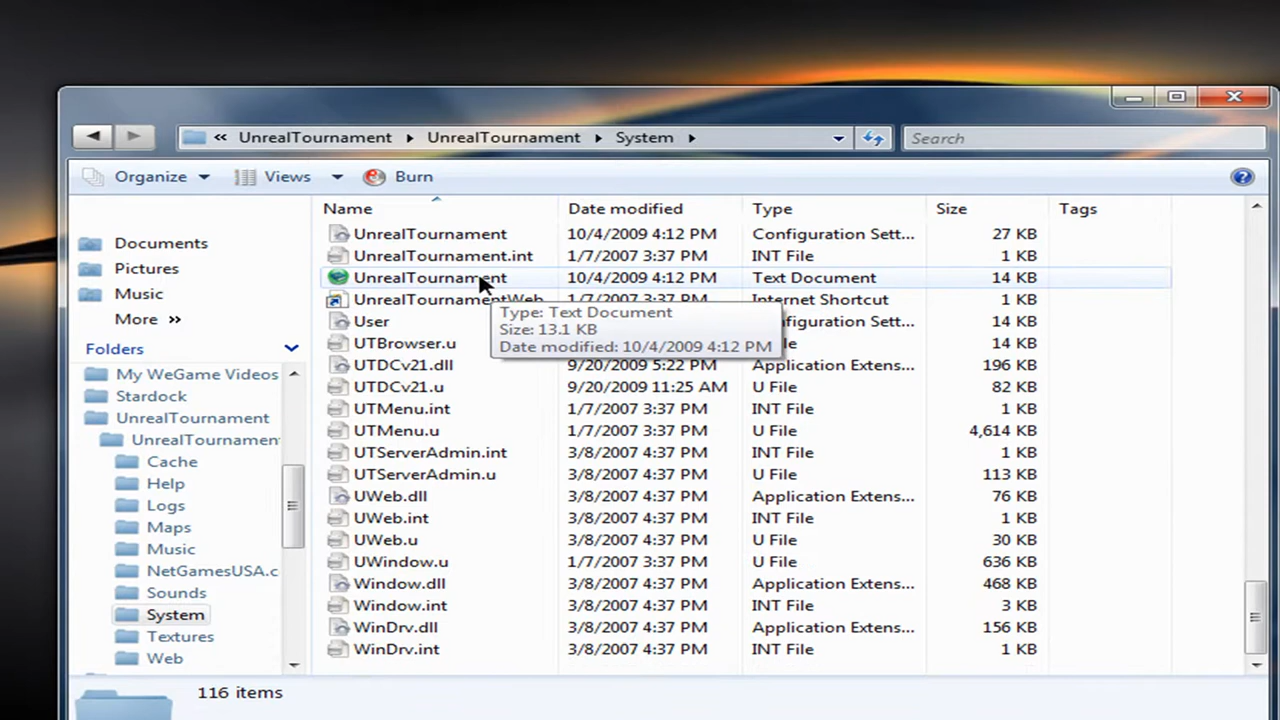 « UnrealTournament ▸ UnrealTournament ▸ System ▸ Search
Organize Views Burn
Name Date modified Type Size Tags
Documents
Pictures
Music
More »
Folders
My WeGame Videos
Stardock
UnrealTournament
UnrealTournamen
Cache
Help
Logs
Maps
Music
NetGamesUSA.c
Sounds
System
Textures
Web
UnrealTournament 10/4/2009 4:12 PM Configuration Sett... 27 KB
UnrealTournament.int 1/7/2007 3:37 PM INT File 1 KB
UnrealTournament 10/4/2009 4:12 PM Text Document 14 KB
UnrealTournamentWeb 1/7/2007 3:37 PM Internet Shortcut 1 KB
Type: Text Document
Size: 13.1 KB
Date modified: 10/4/2009 4:12 PM
User figuration Sett... 14 KB
UTBrowser.u File
UTDCv21.dll 9/20/2009 5:22 PM Application Extens... 196 KB
UTDCv21.u 9/20/2009 11:25 AM U File 82 KB
UTMenu.int 1/7/2007 3:37 PM INT File 1 KB
UTMenu.u 1/7/2007 3:37 PM U File 4,614 KB
UTServerAdmin.int 3/8/2007 4:37 PM INT File 1 KB
UTServerAdmin.u 3/8/2007 4:37 PM U File 113 KB
UWeb.dll 3/8/2007 4:37 PM Application Extens... 76 KB
UWeb.int 3/8/2007 4:37 PM INT File 1 KB
UWeb.u 3/8/2007 4:37 PM U File 30 KB
UWindow.u 1/7/2007 3:37 PM U File 636 KB
Window.dll 3/8/2007 4:37 PM Application Extens... 468 KB
Window.int 3/8/2007 4:37 PM INT File 3 KB
WinDrv.dll 3/8/2007 4:37 PM Application Extens... 156 KB
WinDrv.int 3/8/2007 4:37 PM INT File 1 KB
116 items